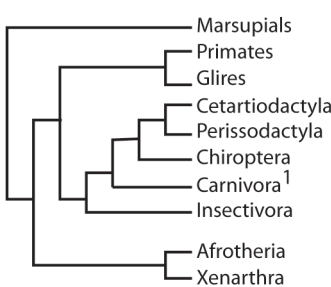 Marsupials
Primates
Glires
Cetartiodactyla
Perissodactyla
Chiroptera
Carnivora¹
Insectivora
Afrotheria
Xenarthra